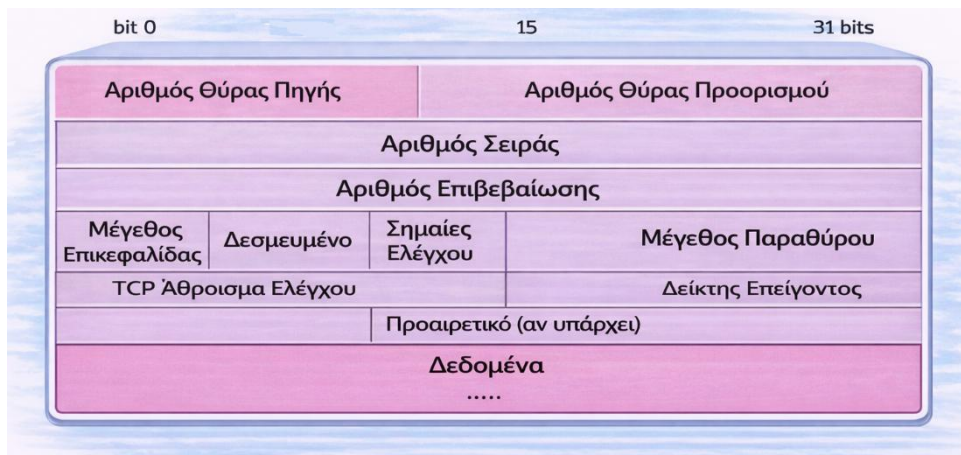 bit 0 15 31 bits
Αριθμός Θύρας Πηγής Αριθμός Θύρας Προορισμού
Αριθμός Σειράς
Αριθμός Επιβεβαίωσης
Μέγεθος Επικεφαλίδας Δεσμευμένο Σημαίες Ελέγχου Μέγεθος Παραθύρου
TCP Άθροισμα Ελέγχου Δείκτης Επείγοντος
Προαιρετικό (αν υπάρχει)
Δεδομένα
.....